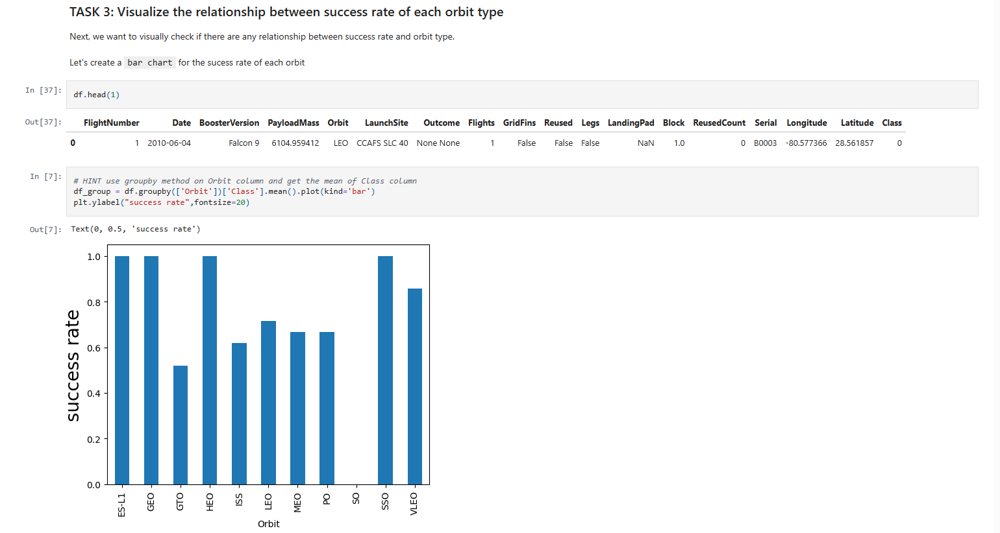 TASK 3: Visualize the relationship between success rate of each orbit type
Next, we want to visually check if there are any relationship between success rate and orbit type.
Let's create a bar chart for the sucess rate of each orbit
In [37]:
df.head(1)
Out[37]:
FlightNumber Date BoosterVersion PayloadMass Orbit LaunchSite Outcome Flights GridFins Reused Legs LandingPad Block ReusedCount Serial Longitude Latitude Class
0 1 2010-06-04 Falcon 9 6104.959412 LEO CCAFS SLC 40 None None 1 False False False NaN 1.0 0 B0003 -80.577366 28.561857 0
In [7]:
# HINT use groupby method on Orbit column and get the mean of Class column
df_group = df.groupby(['Orbit'])['Class'].mean().plot(kind='bar')
plt.ylabel("success rate",fontsize=20)
Out[7]:
Text(0, 0.5, 'success rate')
1.0
0.8
0.6
0.4
0.2
0.0
success rate
ES-L1 GEO GTO HEO ISS LEO MEO PO SO SSO VLEO
Orbit